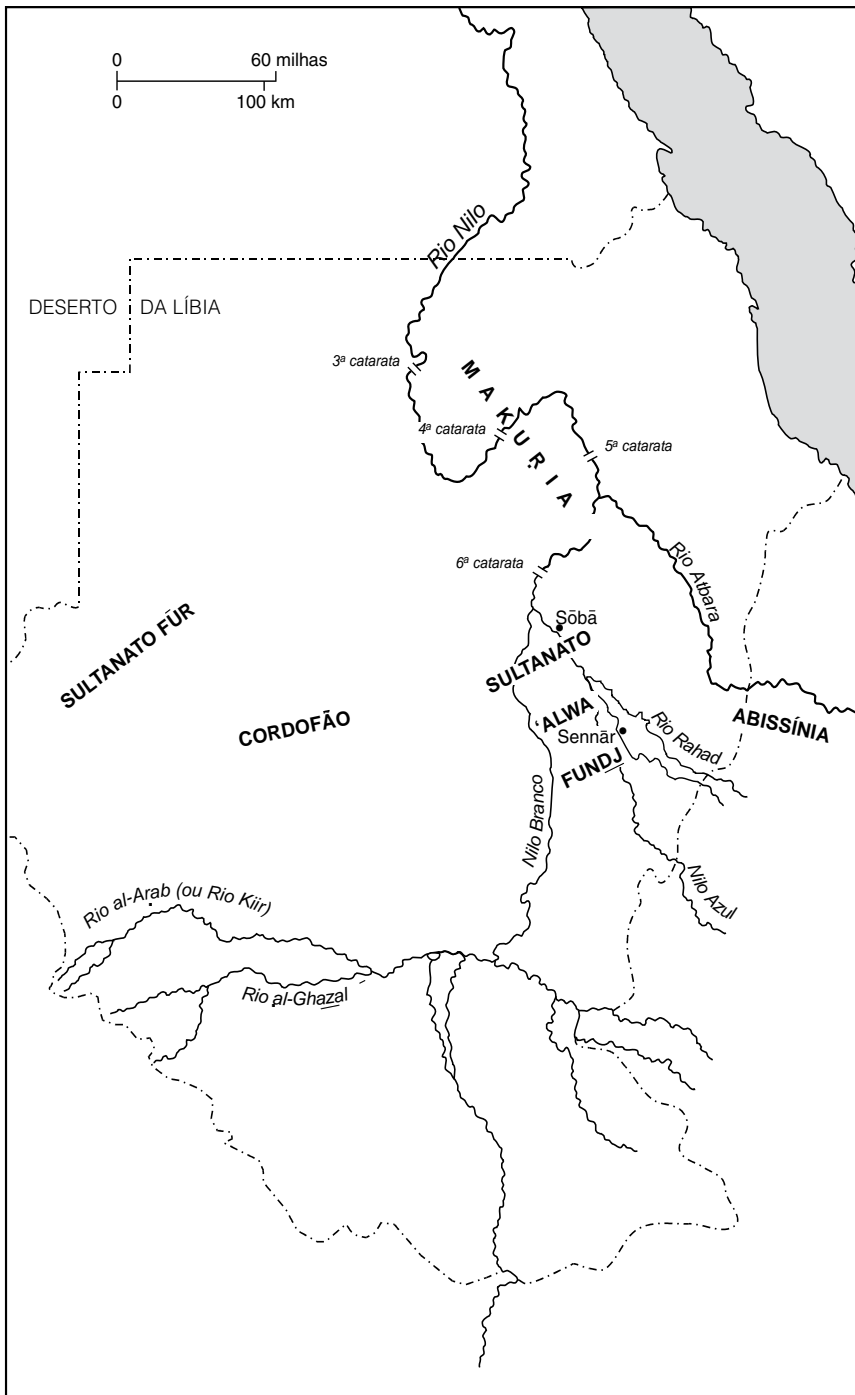 0 60 milhas
0 100 km
Rio Nilo
DESERTO DA LÍBIA
3ª catarata
MAKURIA
4ª catarata
5ª catarata
6ª catarata
Rio Atbara
Sōbā
SULTANATO FŪR
SULTANATO
CORDOFÃO
‘ALWA
Sennār
FUNDJ
Rio Rahad
ABISSÍNIA
Nilo Branco
Nilo Azul
Rio al-Arab (ou Rio Kiir)
Rio al-Ghazal